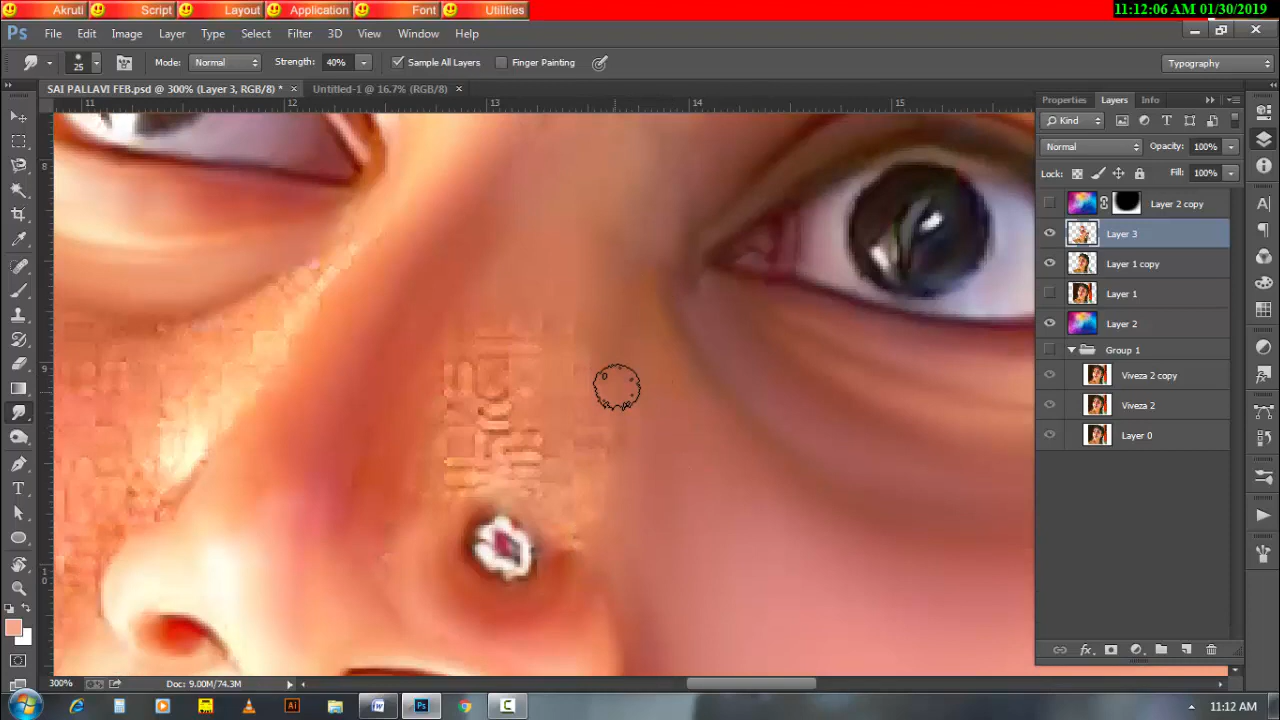 Akruti Script Layout Application Font Utilities 11:12:06 AM 01/30/2019
Ps File Edit Image Layer Type Select Filter 3D View Window Help
25 Mode: Normal Strength: 40% Sample All Layers Finger Painting Typography
SAI PALLAVI FEB.psd @ 300% (Layer 3, RGB/8) * × Untitled-1 @ 16.7% (RGB/8) ×
11 12 13 14 15
Properties Layers Info
Kind
Normal Opacity: 100%
Lock: Fill: 100%
8
Layer 2 copy
Layer 3
Layer 1 copy
Layer 1
Layer 2
9
Group 1
Viveza 2 copy
Viveza 2
Layer 0
10
300% Doc: 9.00M/74.3M
11:12 AM